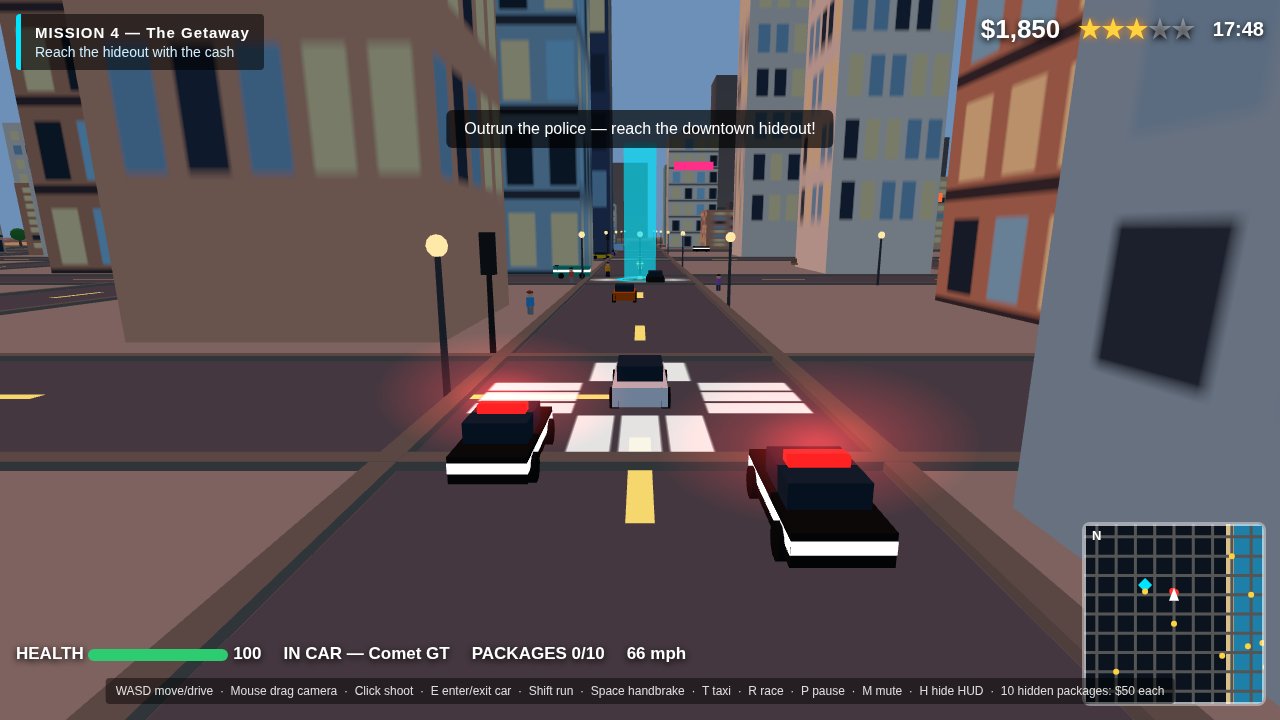 MISSION 4 — The Getaway
Reach the hideout with the cash
$1,850 ★★★★★ 17:48
Outrun the police — reach the downtown hideout!
N
HEALTH 100 IN CAR — Comet GT PACKAGES 0/10 66 mph
WASD move/drive · Mouse drag camera · Click shoot · E enter/exit car · Shift run · Space handbrake · T taxi · R race · P pause · M mute · H hide HUD · 10 hidden packages: $50 each